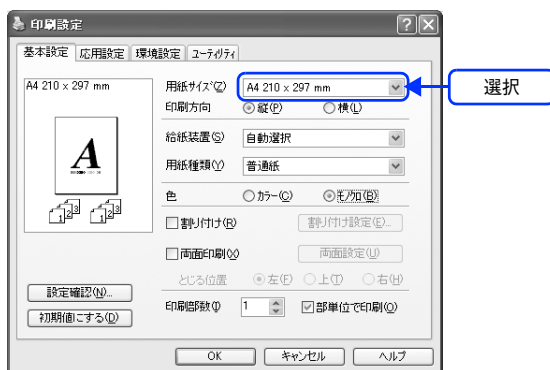 印刷設定
基本設定 応用設定 環境設定 ユーティリティ
A4 210 x 297 mm
用紙サイズ(Z) A4 210 x 297 mm
選択
印刷方向 縦(P) 横(L)
給紙装置(S) 自動選択
用紙種類(Y) 普通紙
A
色 カラー(C) モノクロ(B)
1 2 3 1 2 3
割り付け(R) 割り付け設定(E)...
両面印刷(X) 両面設定(U)
とじる位置 左(F) 上(T) 右(H)
設定確認(N)...
印刷部数(I) 1 部単位で印刷(O)
初期値にする(D)
OK キャンセル ヘルプ